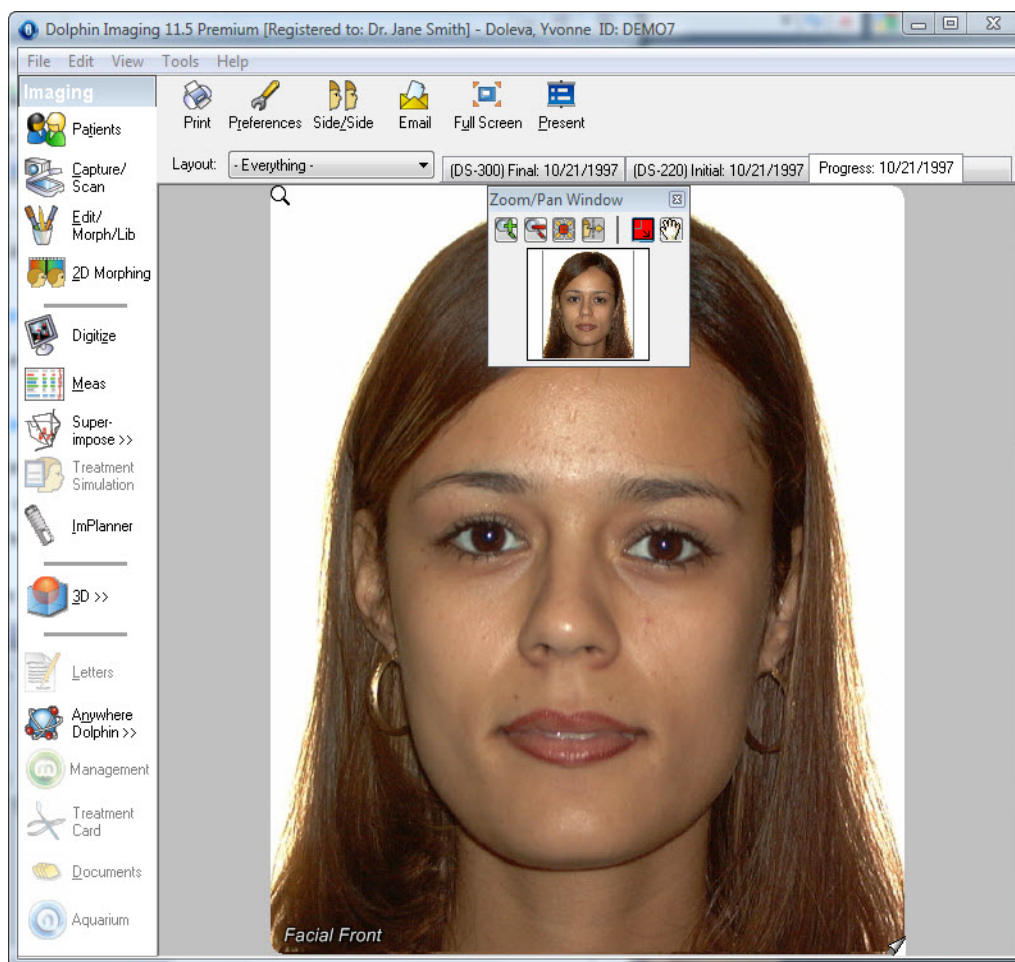 Dolphin Imaging 11.5 Premium [Registered to: Dr. Jane Smith] - Doleva, Yvonne ID: DEMO7
File Edit View Tools Help
Imaging
Patients
Capture/
Scan
Edit/
Morph/Lib
2D Morphing
Digitize
Meas
Super-
impose >>
Treatment
Simulation
ImPlanner
3D >>
Letters
Anywhere
Dolphin >>
Management
Treatment
Card
Documents
Aquarium
Print Preferences Side/Side Email Full Screen Present
Layout: - Everything - (DS-300) Final: 10/21/1997 (DS-220) Initial: 10/21/1997 Progress: 10/21/1997
Zoom/Pan Window
Facial Front